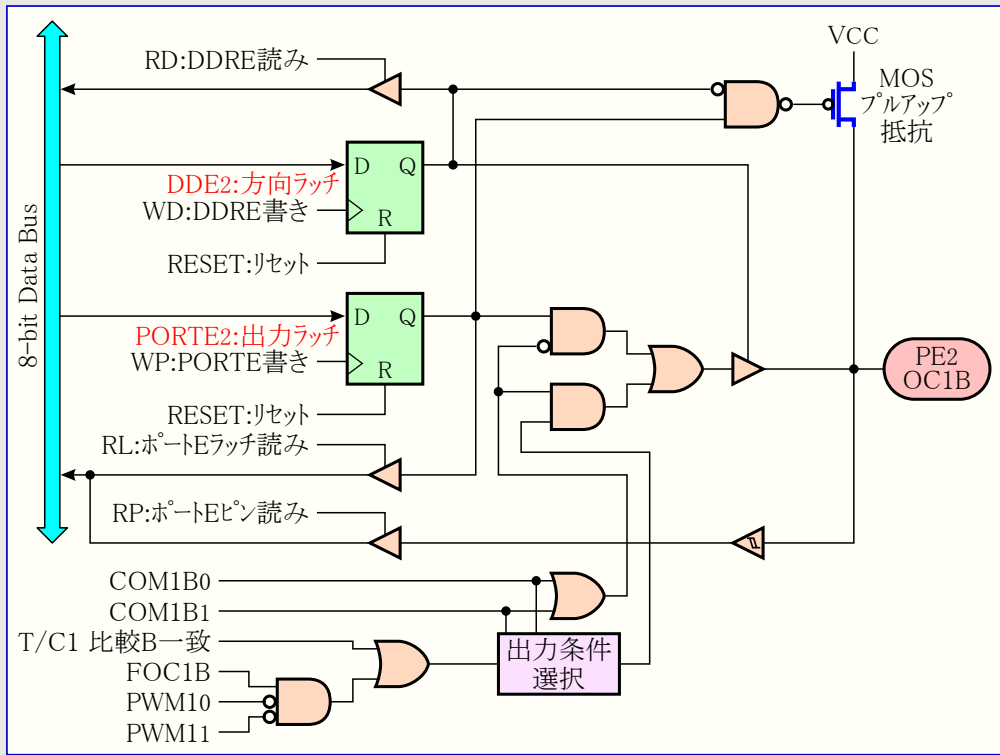 VCC
RD:DDRE読み
MOS
プルアップ
抵抗
D Q
DDE2:方向ラッチ
WD:DDRE書き
R
RESET:リセット
8-bit Data Bus
D Q
PORTE2:出力ラッチ
WP:PORTE書き
R
PE2
OC1B
RESET:リセット
RL:ポートEラッチ読み
RP:ポートEピン読み
COM1B0
COM1B1
T/C1 比較B一致
出力条件
選択
FOC1B
PWM10
PWM11